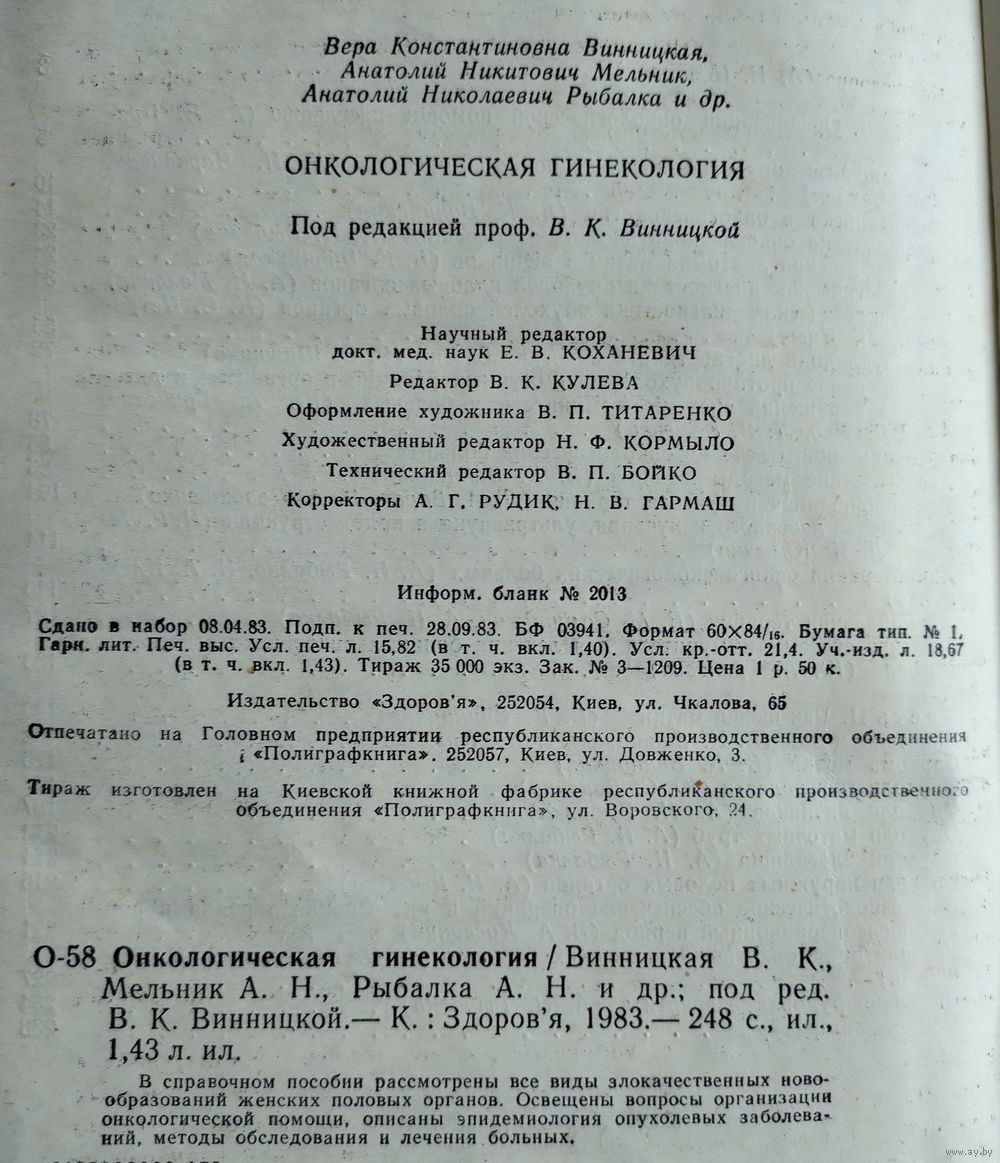 Вера Константиновна Винницкая,
Анатолий Никитович Мельник,
Анатолий Николаевич Рыбалка и др.
ОНКОЛОГИЧЕСКАЯ ГИНЕКОЛОГИЯ
Под редакцией проф. В. К. Винницкой
Научный редактор
докт. мед. наук Е. В. КОХАНЕВИЧ
Редактор В. К. КУЛЕВА
Оформление художника В. П. ТИТАРЕНКО
Художественный редактор Н. Ф. КОРМЫЛО
Технический редактор В. П. БОЙКО
Корректоры А. Г. РУДИК, Н. В. ГАРМАШ
Информ. бланк № 2013
Сдано в набор 08.04.83. Подп. к печ. 28.09.83. БФ 03941. Формат 60×84/16. Бумага тип. № 1.
Гарн. лит. Печ. выс. Усл. печ. л. 15,82 (в т. ч. вкл. 1,40). Усл. кр.-отт. 21,4. Уч.-изд. л. 18,67
(в т. ч. вкл. 1,43). Тираж 35 000 экз. Зак. № 3—1209. Цена 1 р. 50 к.
Издательство «Здоров’я», 252054, Киев, ул. Чкалова, 65
Отпечатано на Головном предприятии республиканского производственного объединения
«Полиграфкнига». 252057, Киев, ул. Довженко, 3.
Тираж изготовлен на Киевской книжной фабрике республиканского производственного
объединения «Полиграфкнига», ул. Воровского, 24.
О-58 Онкологическая гинекология / Винницкая В. К.,
Мельник А. Н., Рыбалка А. Н. и др.; под ред.
В. К. Винницкой.— К. : Здоров’я, 1983.— 248 с., ил.,
1,43 л. ил.
В справочном пособии рассмотрены все виды злокачественных ново-
образований женских половых органов. Освещены вопросы организации
онкологической помощи, описаны эпидемиология опухолевых заболева-
ний, методы обследования и лечения больных.
www.ay.by